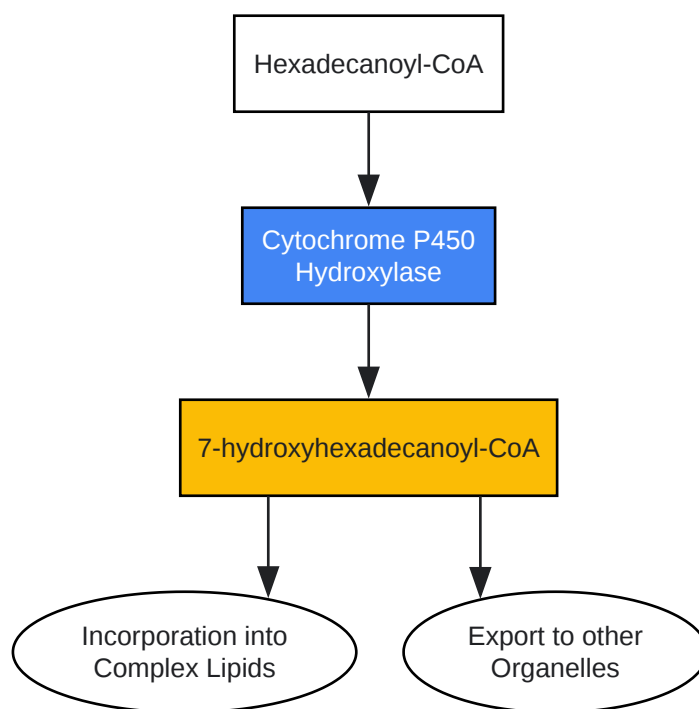 Hexadecanoyl-CoA
Cytochrome P450
Hydroxylase
7-hydroxyhexadecanoyl-CoA
Incorporation into
Complex Lipids
Export to other
Organelles